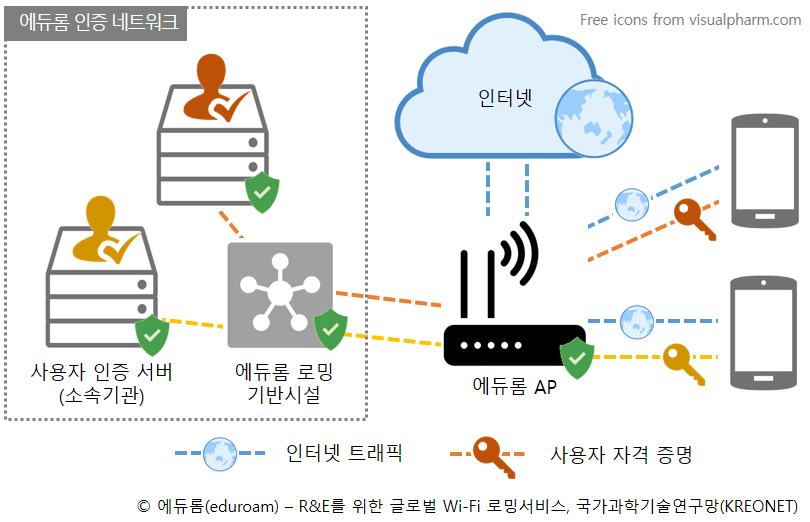 에듀롬 인증 네트워크
Free icons from visualpharm.com
인터넷
사용자 인증 서버
(소속기관)
에듀롬 로밍
기반시설
에듀롬 AP
인터넷 트래픽
사용자 자격 증명
© 에듀롬(eduroam) – R&E를 위한 글로벌 Wi-Fi 로밍서비스, 국가과학기술연구망(KREONET)